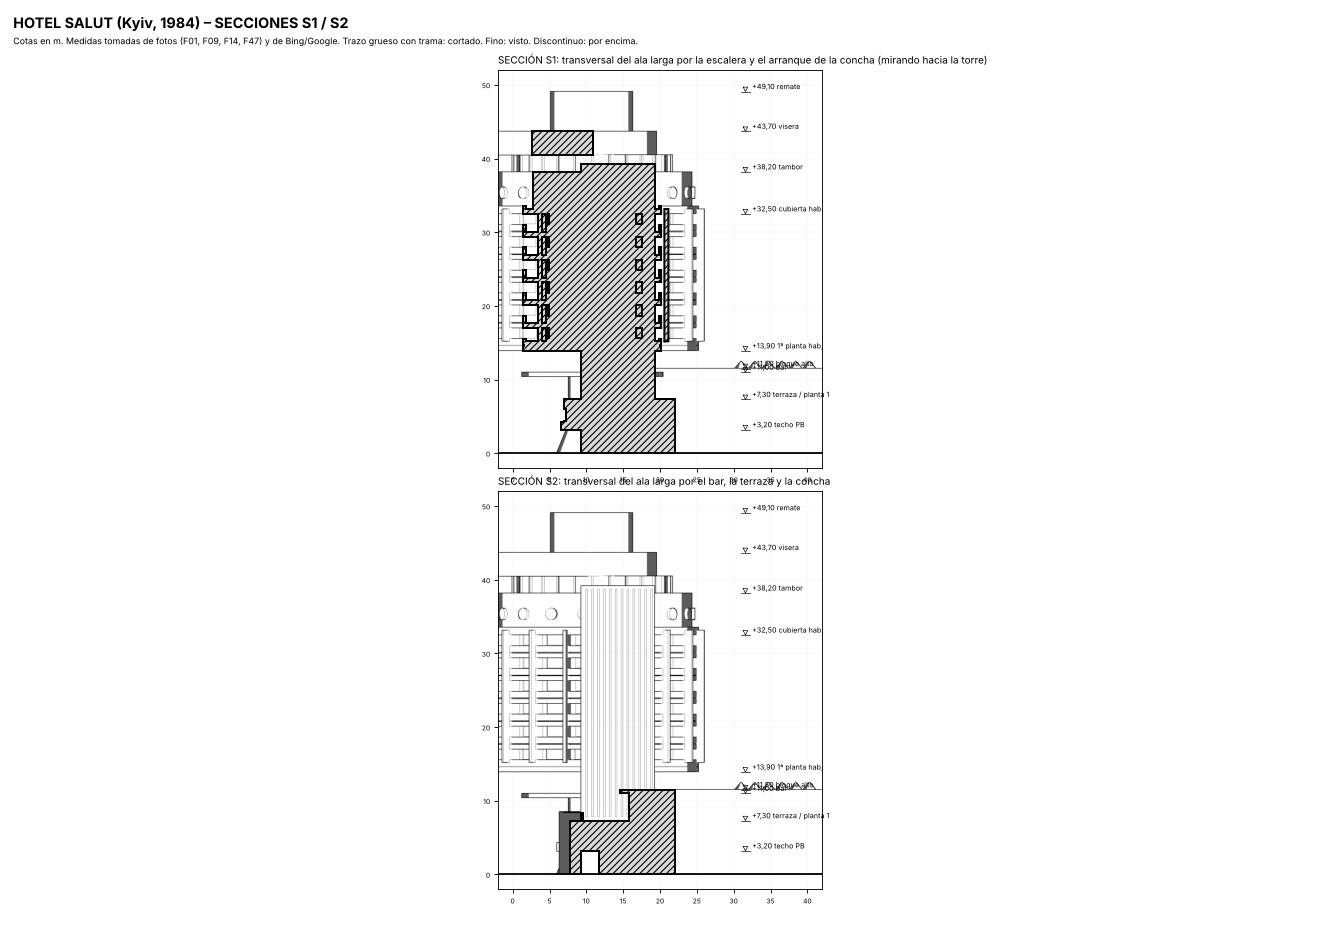 HOTEL SALUT (Kyiv, 1984) – SECCIONES S1 / S2
Cotas en m. Medidas tomadas de fotos (F01, F09, F14, F47) y de Bing/Google. Trazo grueso con trama: cortado. Fino: visto. Discontinuo: por encima.
SECCIÓN S1: transversal del ala larga por la escalera y el arranque de la concha (mirando hacia la torre)
50
+49,10 remate
+43,70 visera
40
+38,20 tambor
+32,50 cubierta hab
30
20
+13,90 1ª planta hab,
10
+7,30 terraza / planta 1
+3,20 techo PB
0
SECCIÓN S2: transversal del ala larga por el bar, la terraza y la concha
50
+49,10 remate
+43,70 visera
40
+38,20 tambor
+32,50 cubierta hab
30
20
+13,90 1ª planta hab,
10
+7,30 terraza / planta 1
+3,20 techo PB
0
0 5 10 15 20 25 30 35 40